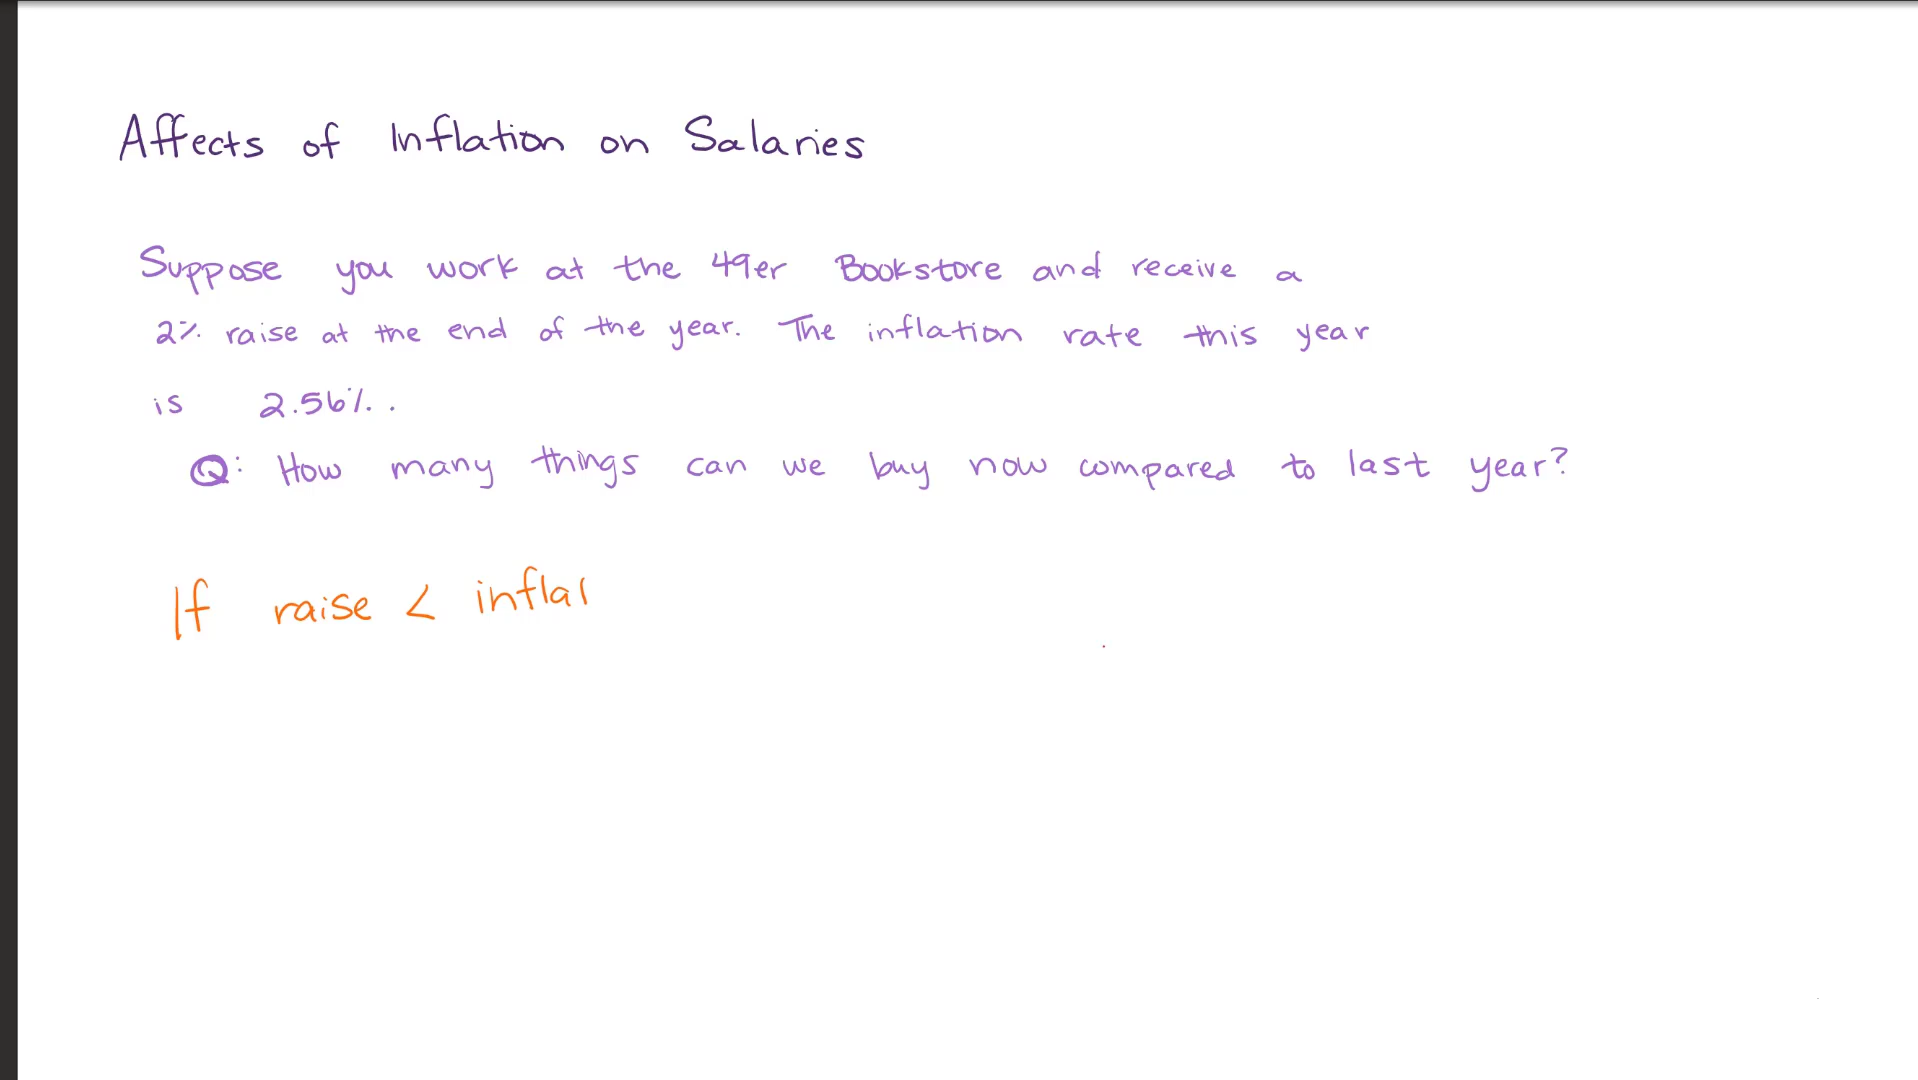 Affects of Inflation on Salaries
Suppose you work at the 49er Bookstore and receive a
2% raise at the end of the year. The inflation rate this year
is 2.56%..
Q: How many things can we buy now compared to last year?
If raise < inflal